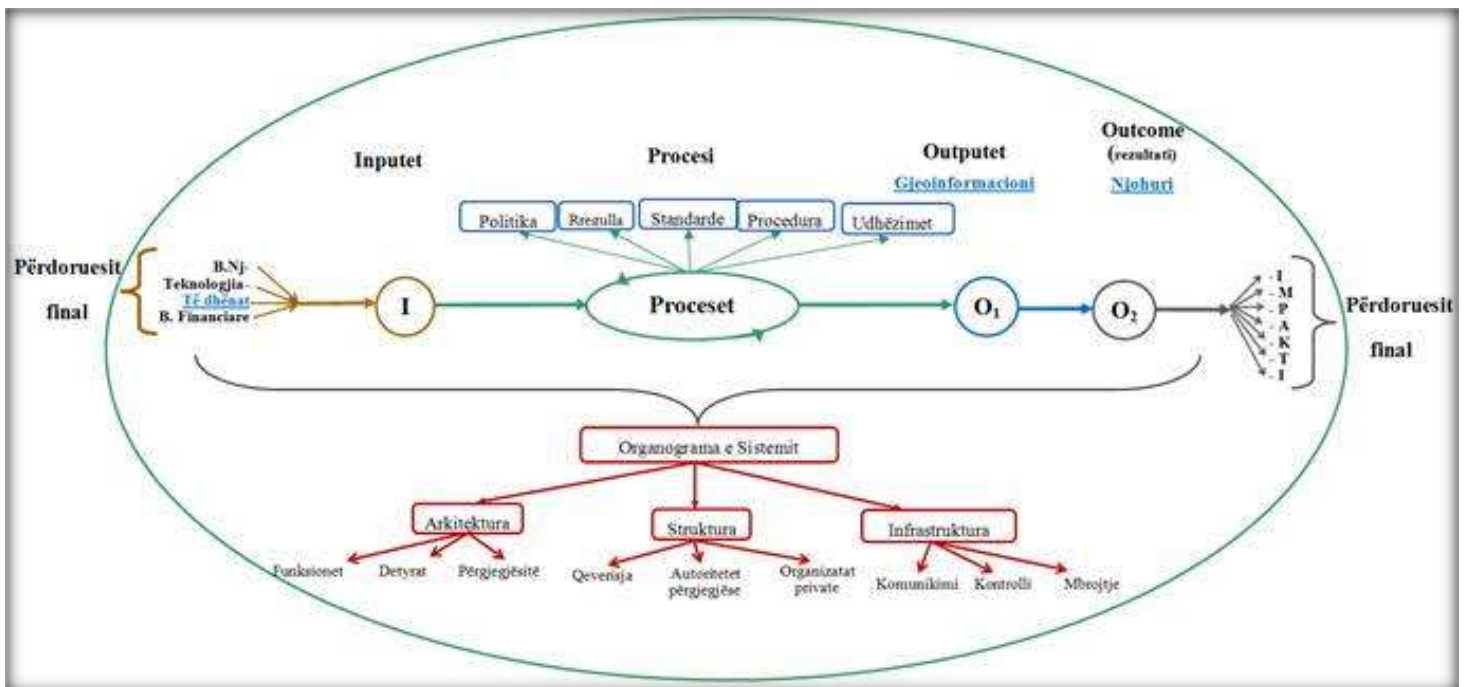 Inputet
Procesi
Outputet
Gjeoinformacioni
Outcome
(rezultati)
Njohuri
Politika
Rregulla
Standarde
Procedura
Udhëzimet
Përdoruesit
final
B.Nj-
Teknologjia-
Të dhënat
B. Financiare
I
Proceset
O₁
O₂
- I
- M
- P
- A
- K
- T
- I
Përdoruesit
final
Organograma e Sistemit
Arkitektura
Struktura
Infrastruktura
Funksionet
Detyrat
Përgjegjësitë
Qeverisja
Autoritetet
përgjegjëse
Organizatat
private
Komunikimi
Kontrolli
Mbrojtje